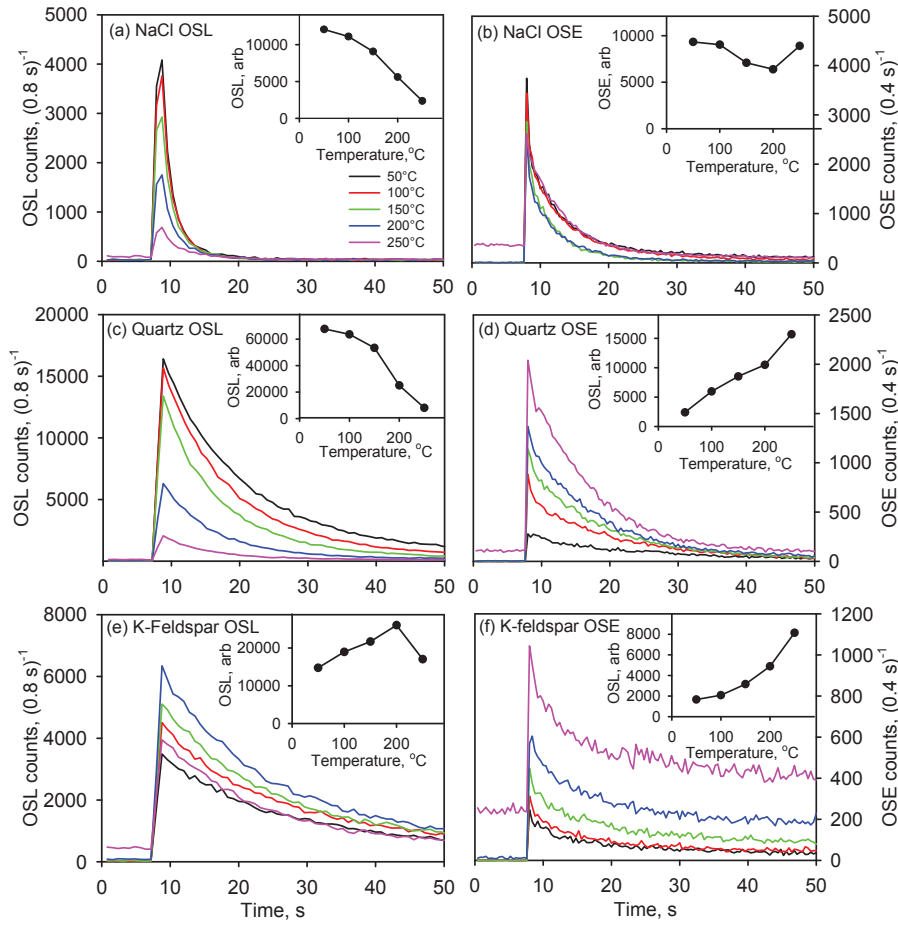 (a) NaCl OSL
OSL counts, (0.8 s)-1
5000
4000
3000
2000
1000
0
0 10 20 30 40 50
OSL, arb
10000
5000
0
0 100 200
Temperature,oC
50°C
100°C
150°C
200°C
250°C
(b) NaCl OSE
OSE counts, (0.4 s)-1
5000
4000
3000
2000
1000
0
0 10 20 30 40 50
OSE, arb
10000
5000
0
0 100 200
Temperature, oC
(c) Quartz OSL
OSL counts, (0.8 s)-1
20000
15000
10000
5000
0 10 20 30 40 50
OSL, arb
60000
40000
20000
0
0 100 200
Temperature, oC
(d) Quartz OSE
OSE counts, (0.4 s)-1
2500
2000
1500
1000
500
0
0 10 20 30 40 50
OSL, arb
15000
10000
5000
0
0 100 200
Temperature, oC
(e) K-Feldspar OSL
OSL counts, (0.8 s)-1
8000
6000
4000
2000
0
0 10 20 30 40 50
Time, s
OSL, arb
20000
10000
0
0 100 200
Temperature, oC
(f) K-feldspar OSE
OSE counts, (0.4 s)-1
1200
1000
800
600
400
200
0
0 10 20 30 40 50
Time, s
OSL, arb
8000
6000
4000
2000
0
0 100 200
Temperature, oC